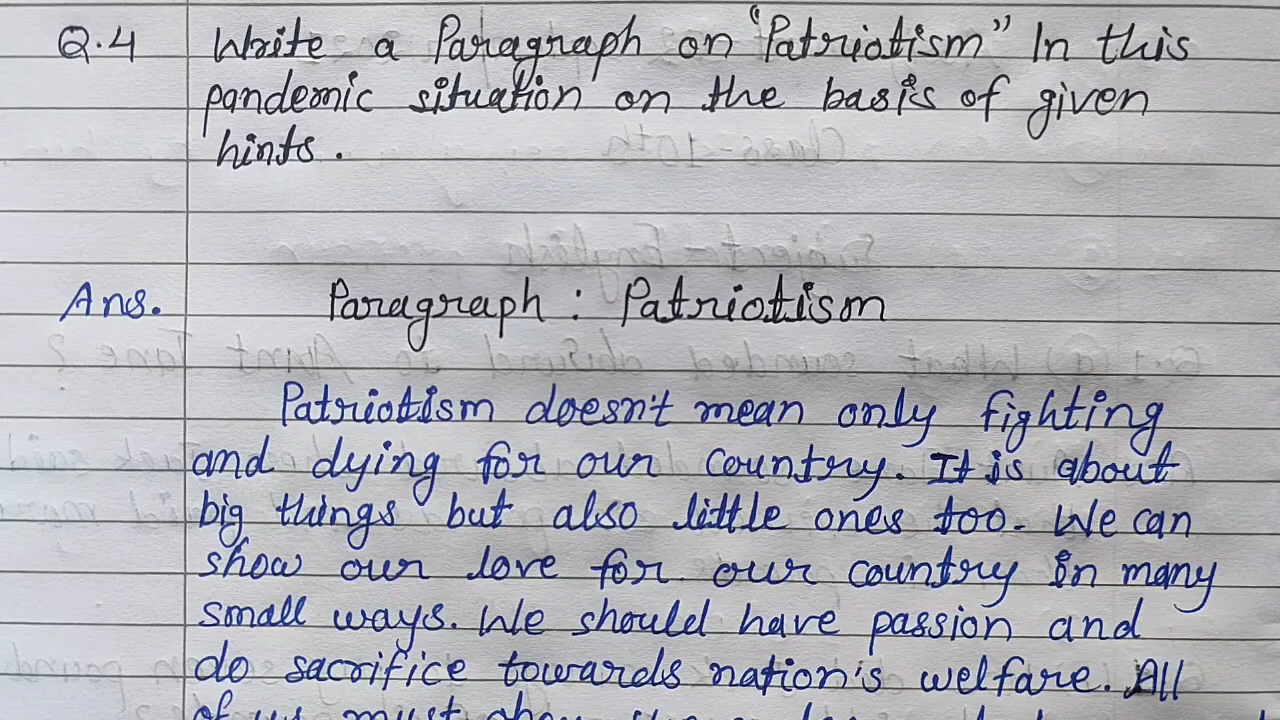 Q.4 Write a Paragraph on "Patriotism" In this
pandemic situation on the basis of given
hints.
Ans. Paragraph : Patriotism
Patriotism doesn't mean only fighting
and dying for our country. It is about
big things but also little ones too. We can
show our love for our country in many
small ways. We should have passion and
do sacrifice towards nation's welfare. All
of us must